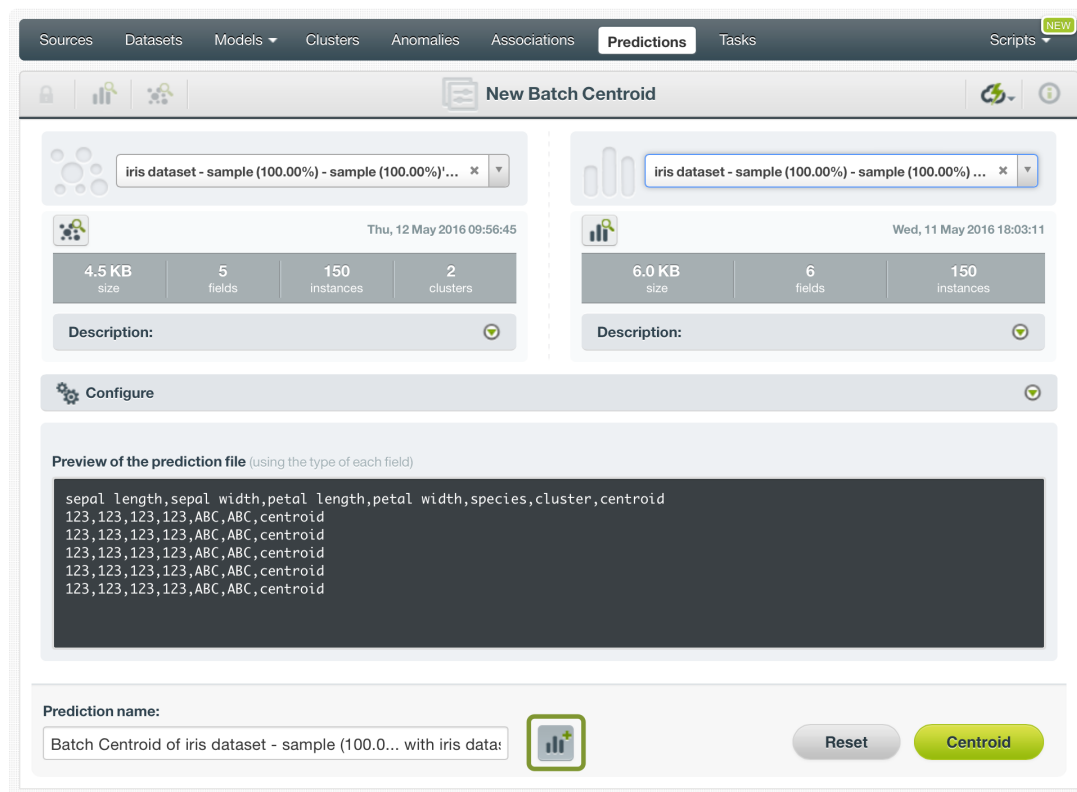 Sources Datasets Models Clusters Anomalies Associations Predictions Tasks Scripts NEW
New Batch Centroid
iris dataset - sample (100.00%) - sample (100.00%)'...
iris dataset - sample (100.00%) - sample (100.00%) ...
Thu, 12 May 2016 09:56:45
Wed, 11 May 2016 18:03:11
4.5 KB 5 150 2
size fields instances clusters
6.0 KB 6 150
size fields instances
Description:
Description:
Configure
Preview of the prediction file (using the type of each field)
sepal length,sepal width,petal length,petal width,species,cluster,centroid
123,123,123,123,ABC,ABC,centroid
123,123,123,123,ABC,ABC,centroid
123,123,123,123,ABC,ABC,centroid
123,123,123,123,ABC,ABC,centroid
123,123,123,123,ABC,ABC,centroid
Prediction name:
Batch Centroid of iris dataset - sample (100.0... with iris datas
Reset Centroid